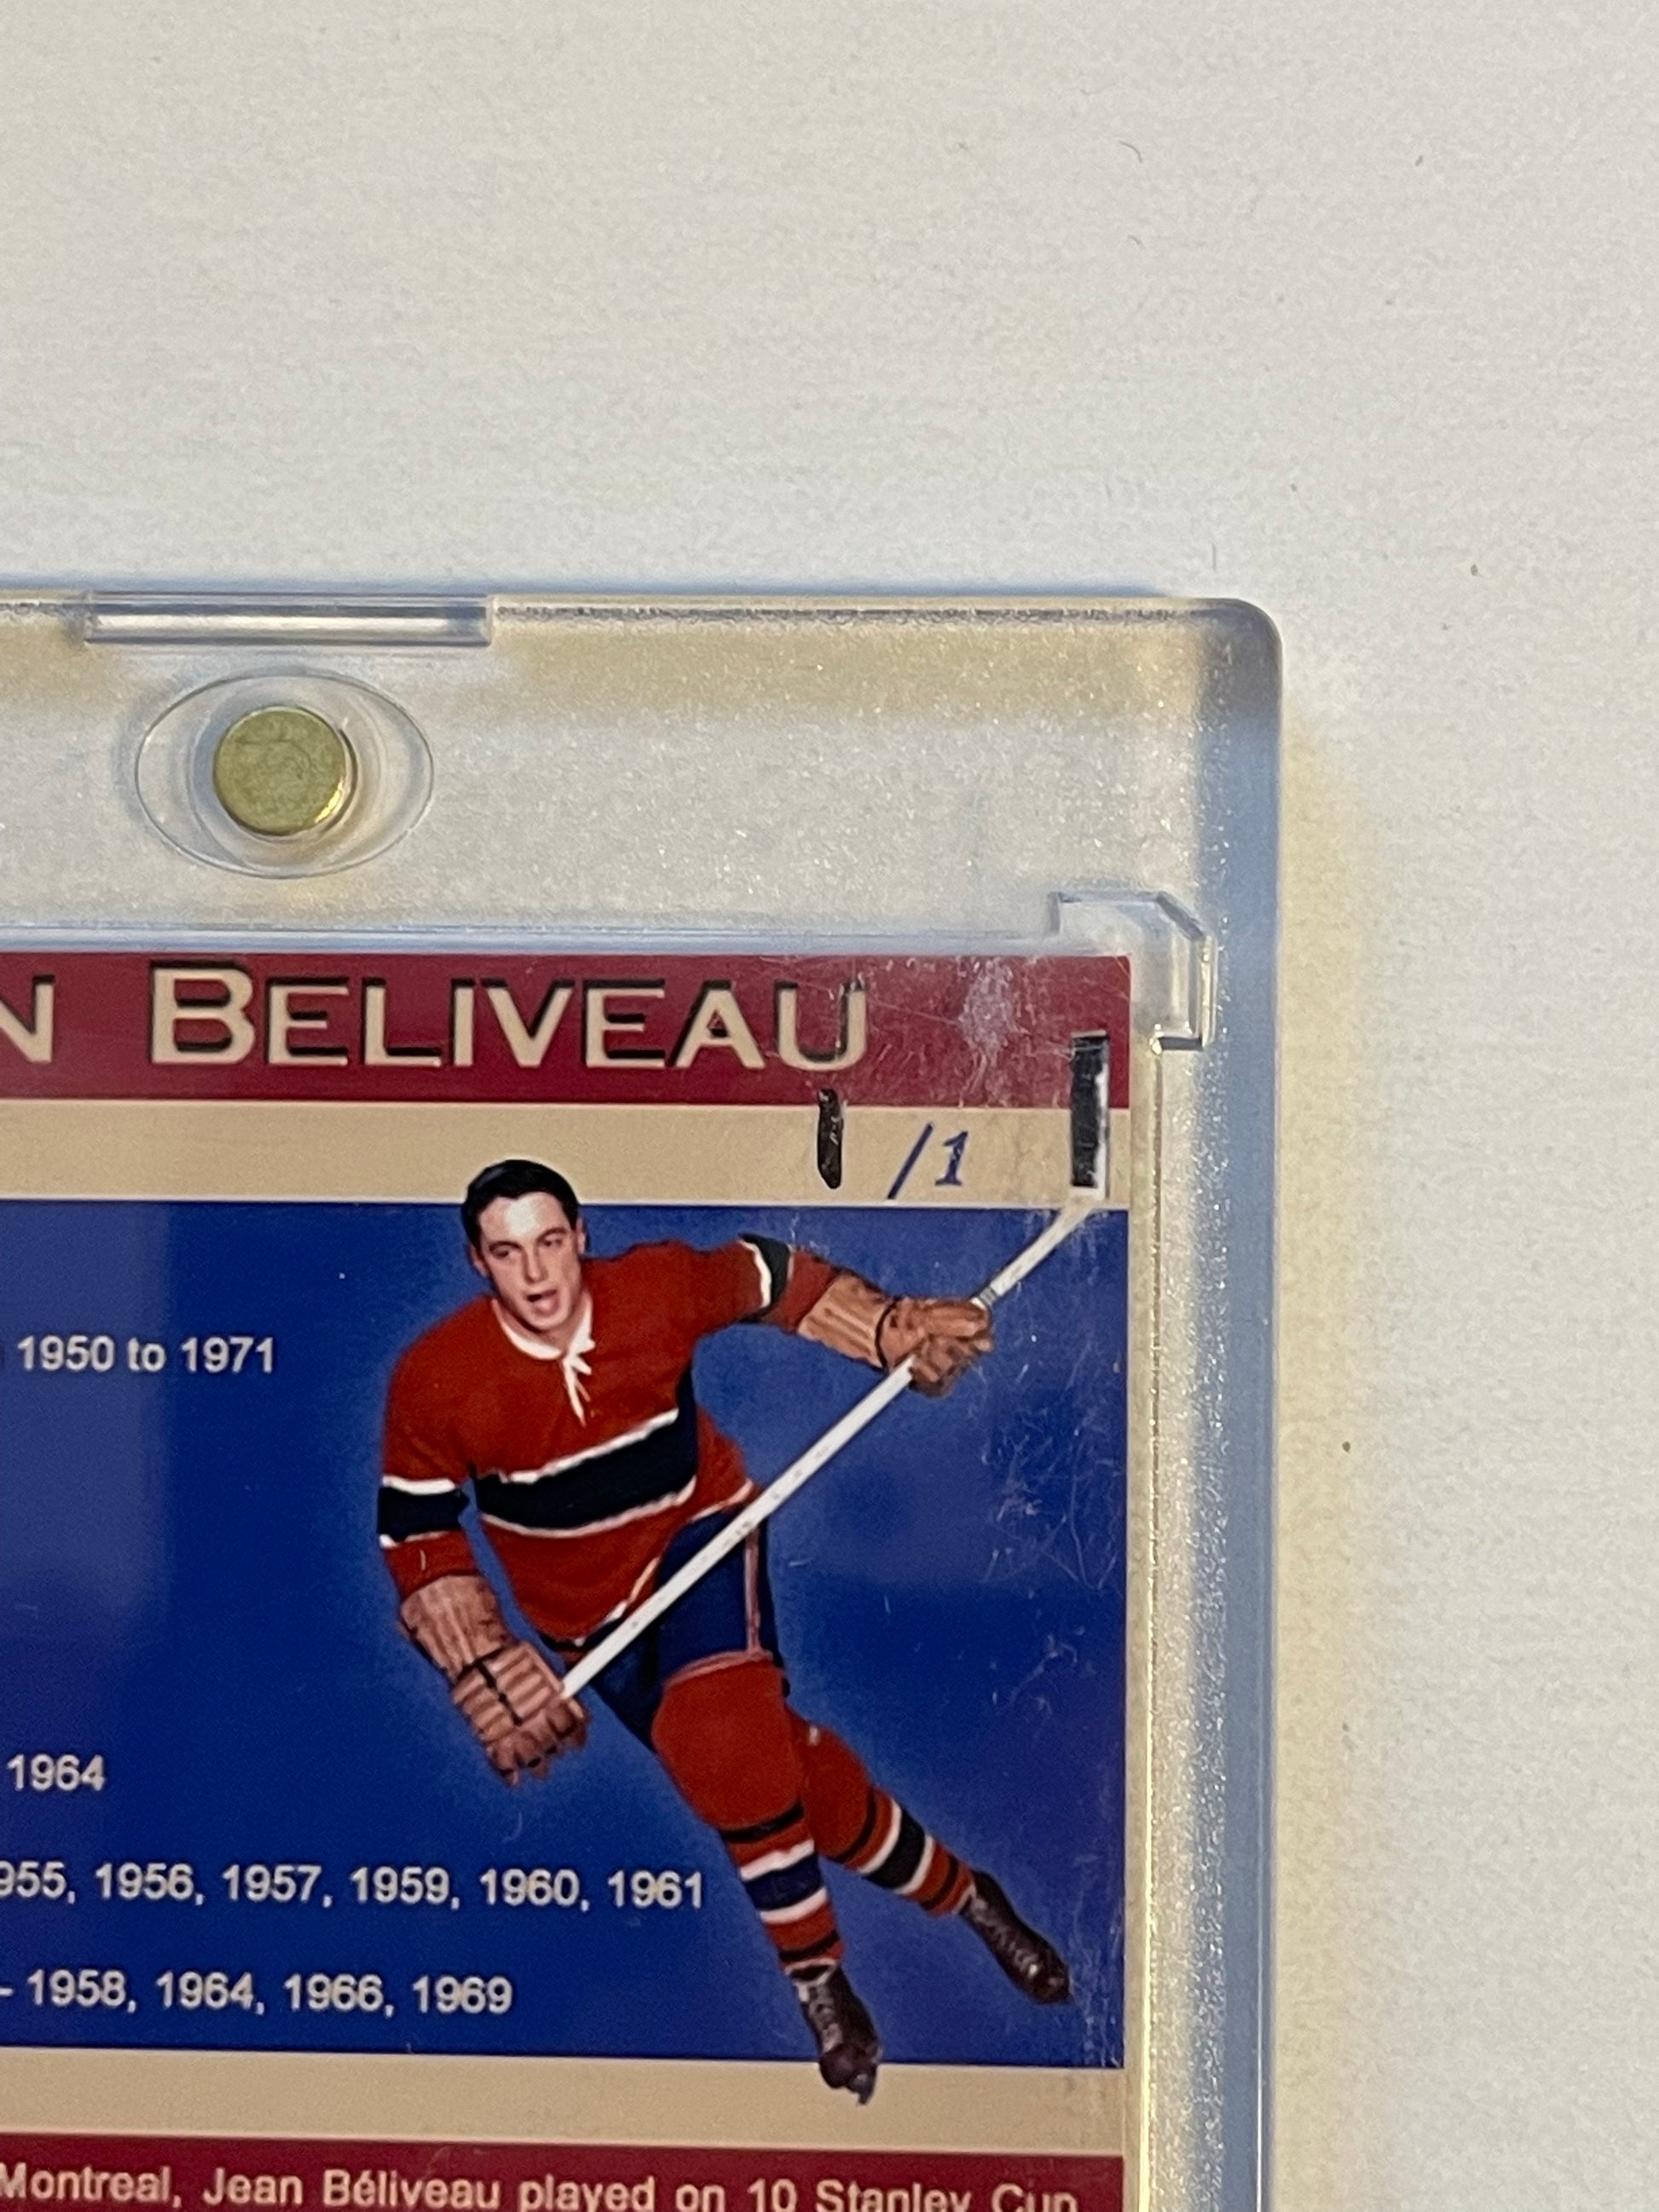 N BELIVEAU
1 /1
1950 to 1971
1964
955, 1956, 1957, 1959, 1960, 1961
- 1958, 1964, 1966, 1969
Montreal, Jean Béliveau played on 10 Stanley Cup